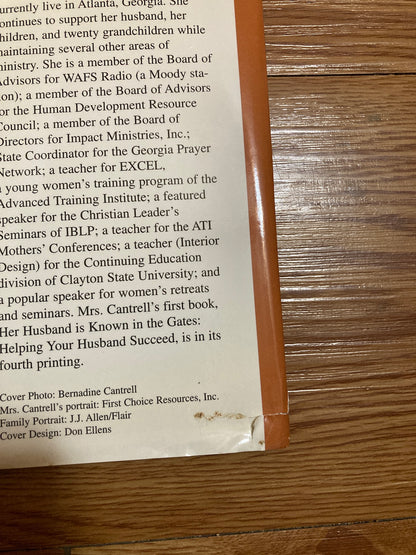 urrently live in Atlanta, Georgia. She
continues to support her husband, her
children, and twenty grandchildren while
maintaining several other areas of
ministry. She is a member of the Board of
Advisors for WAFS Radio (a Moody sta-
ion); a member of the Board of Advisors
for the Human Development Resource
Council; a member of the Board of
Directors for Impact Ministries, Inc.;
State Coordinator for the Georgia Prayer
Network; a teacher for EXCEL,
a young women's training program of the
Advanced Training Institute; a featured
speaker for the Christian Leader's
Seminars of IBLP; a teacher for the ATI
Mothers' Conferences; a teacher (Interior
Design) for the Continuing Education
division of Clayton State University; and
a popular speaker for women's retreats
and seminars. Mrs. Cantrell's first book,
Her Husband is Known in the Gates:
Helping Your Husband Succeed, is in its
fourth printing.
Cover Photo: Bernadine Cantrell
Mrs. Cantrell's portrait: First Choice Resources, Inc.
Family Portrait: J.J. Allen/Flair
Cover Design: Don Ellens